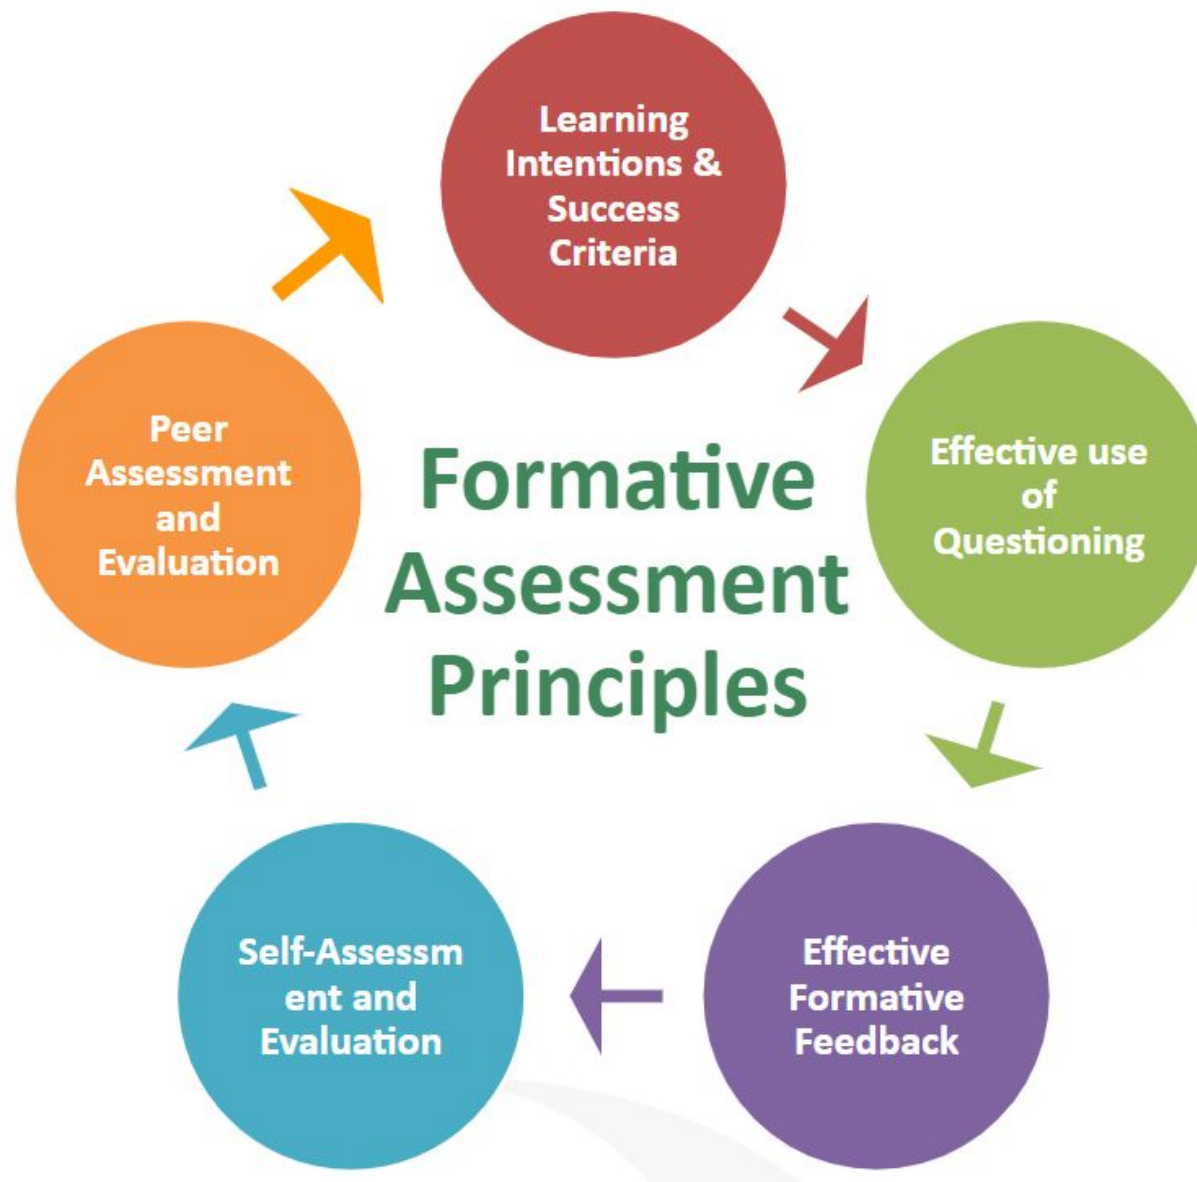 Learning
Intentions &
Success
Criteria
Effective use
of
Questioning
Effective
Formative
Feedback
Self-Assessm
ent and
Evaluation
Peer
Assessment
and
Evaluation
Formative
Assessment
Principles